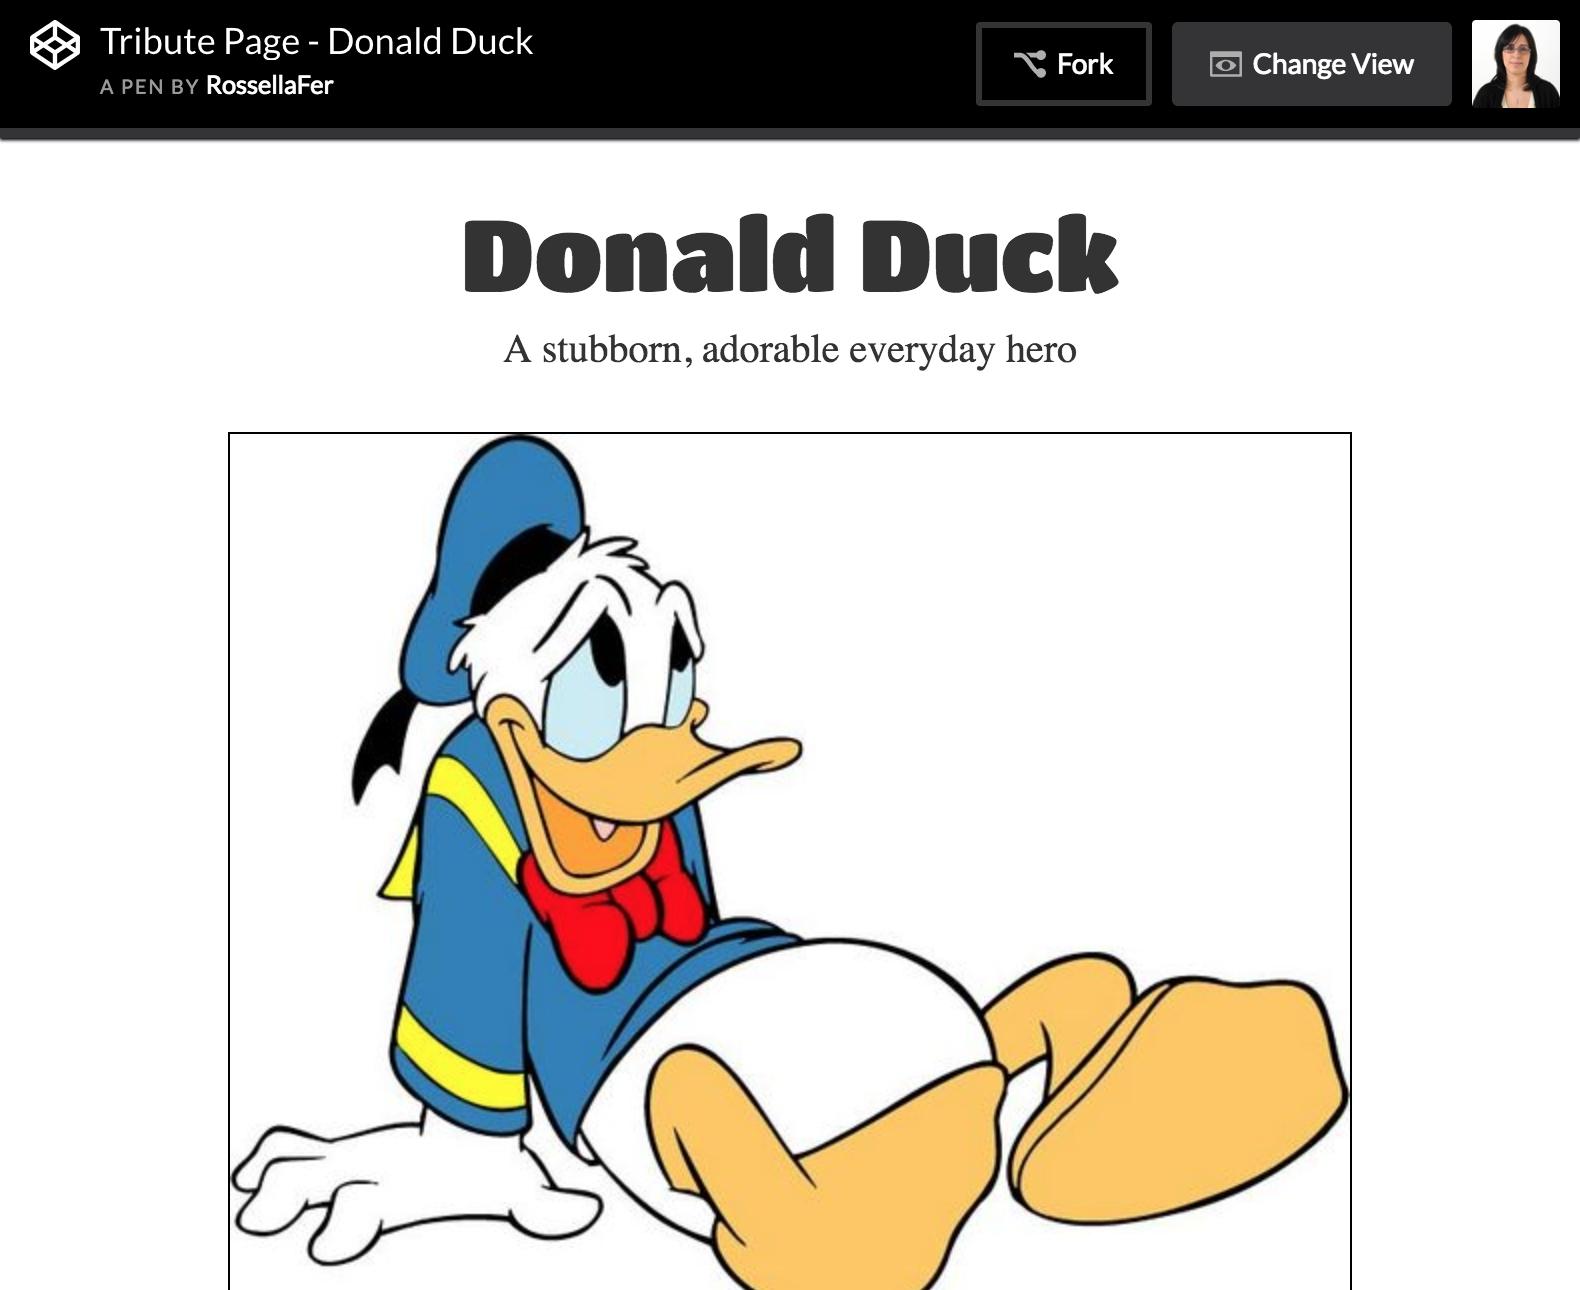 Tribute Page - Donald Duck
A PEN BY RossellaFer
Fork
Change View
Donald Duck
A stubborn, adorable everyday hero